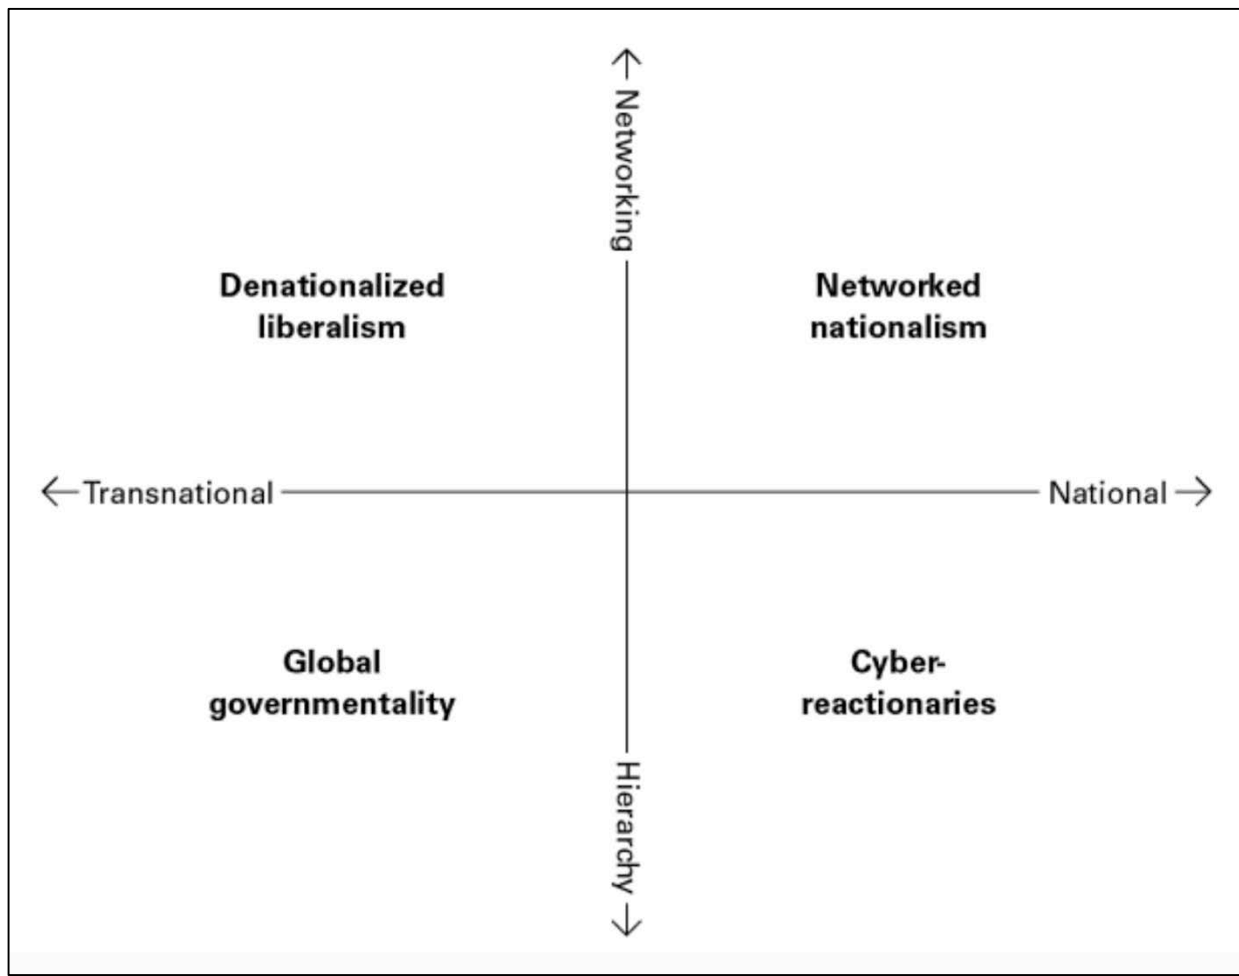 Networking
Denationalized
liberalism
Networked
nationalism
Transnational
National
Global
governmentality
Cyber-
reactionaries
Hierarchy